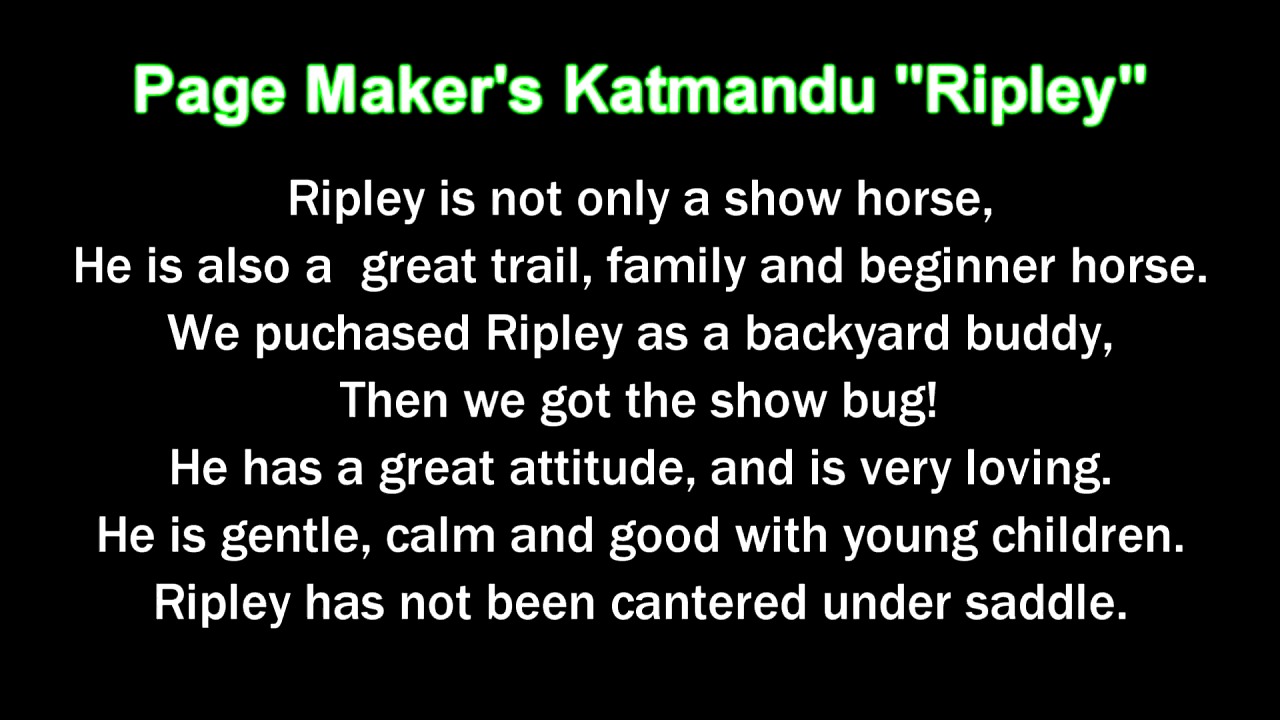 Page Maker's Katmandu "Ripley"
Ripley is not only a show horse,
He is also a  great trail, family and beginner horse.
We puchased Ripley as a backyard buddy,
Then we got the show bug!
He has a great attitude, and is very loving.
He is gentle, calm and good with young children.
Ripley has not been cantered under saddle.